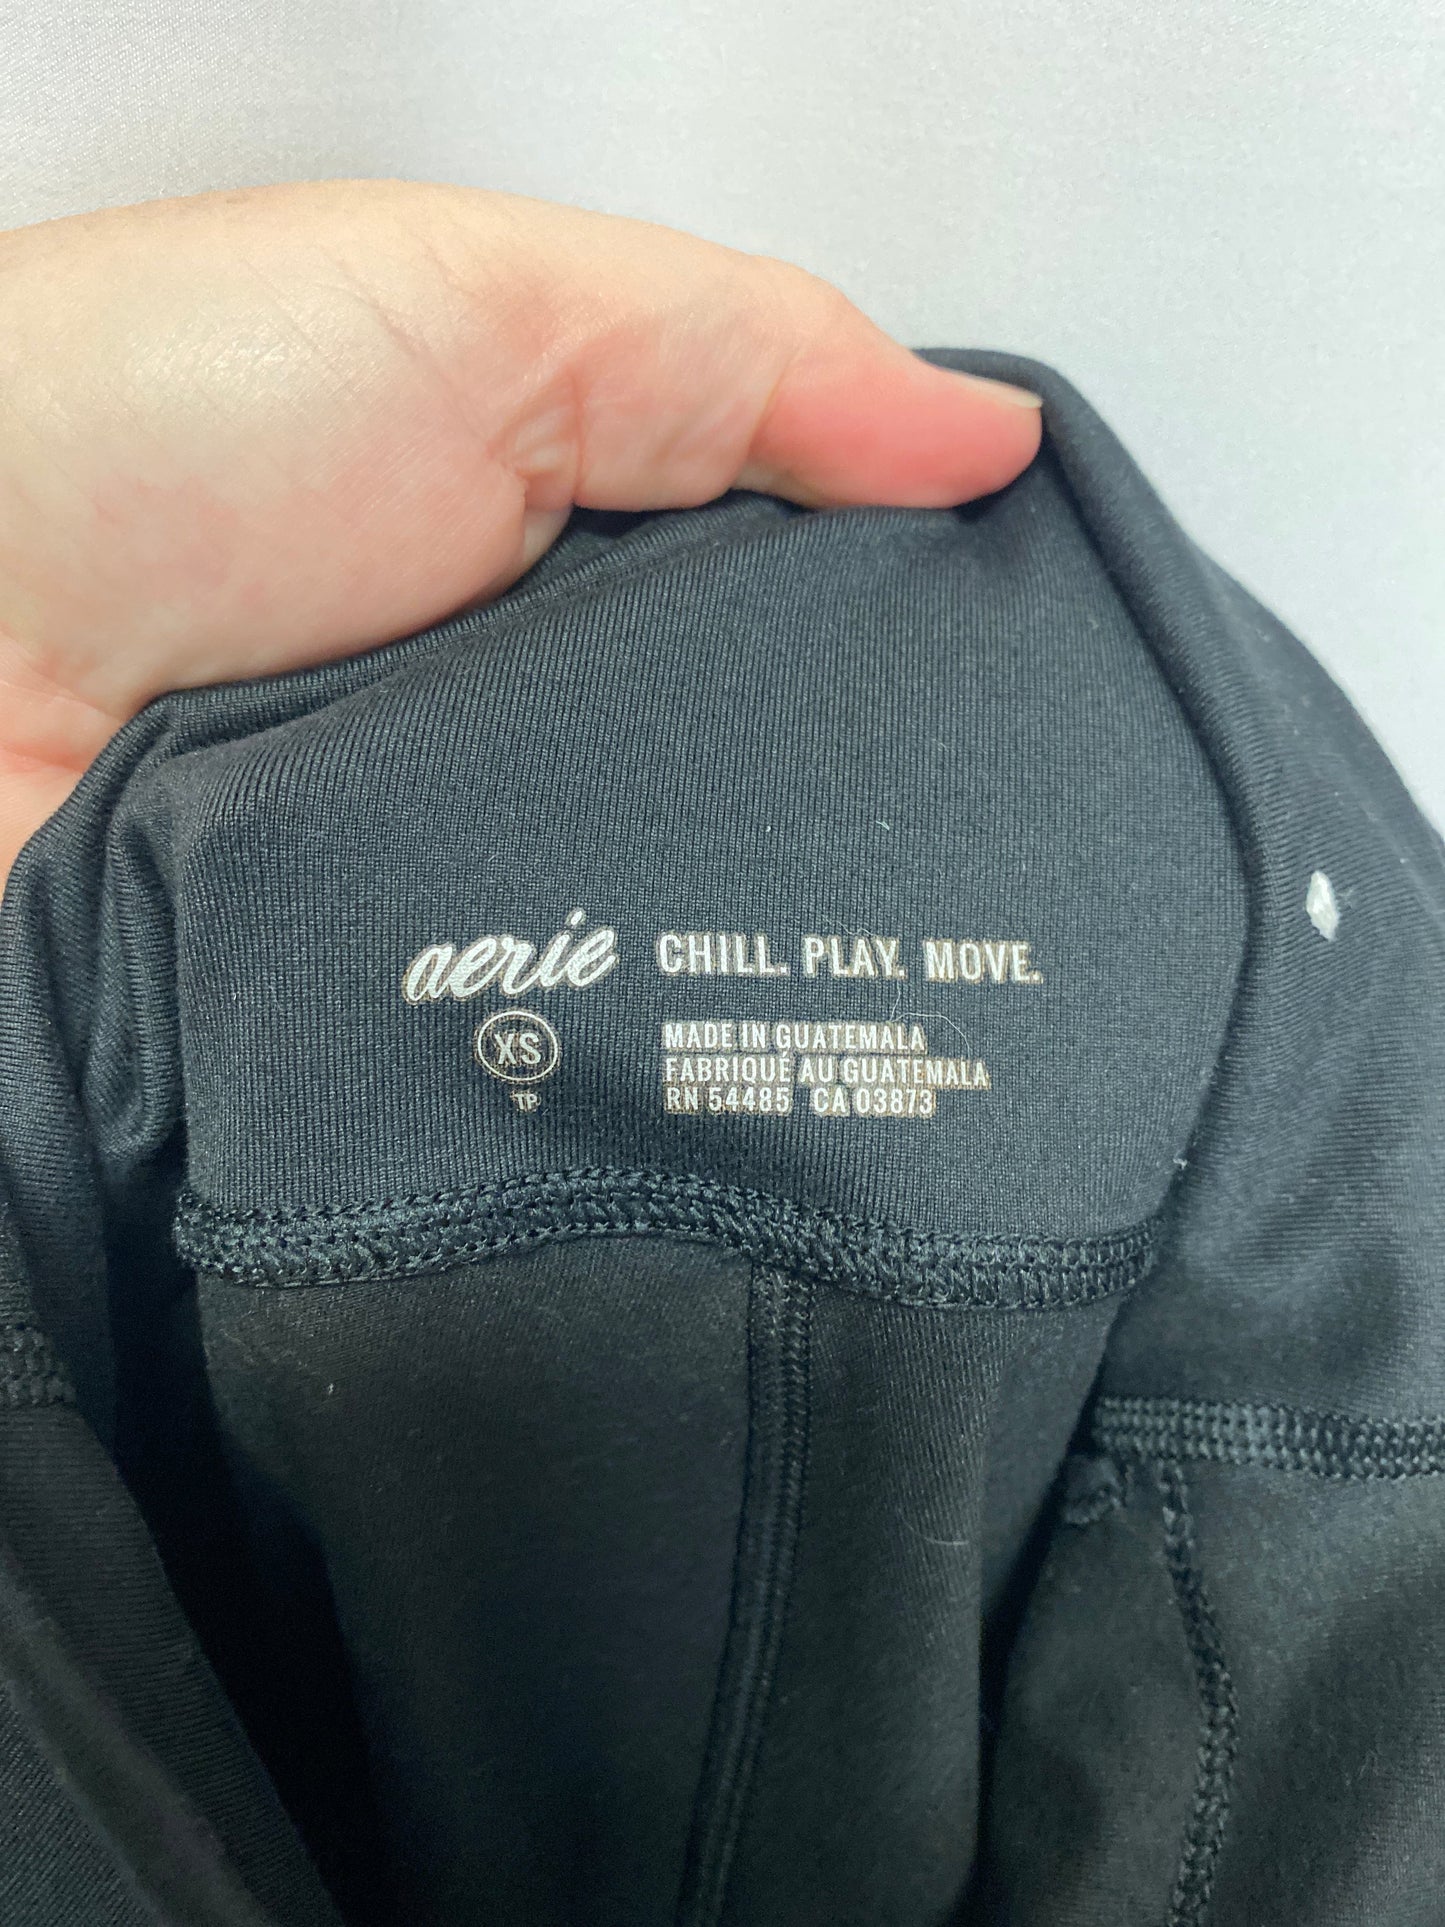 aerie CHILL. PLAY. MOVE.
XS
TP
MADE IN GUATEMALA
FABRIQUÉ AU GUATEMALA
RN 54485 CA 03873